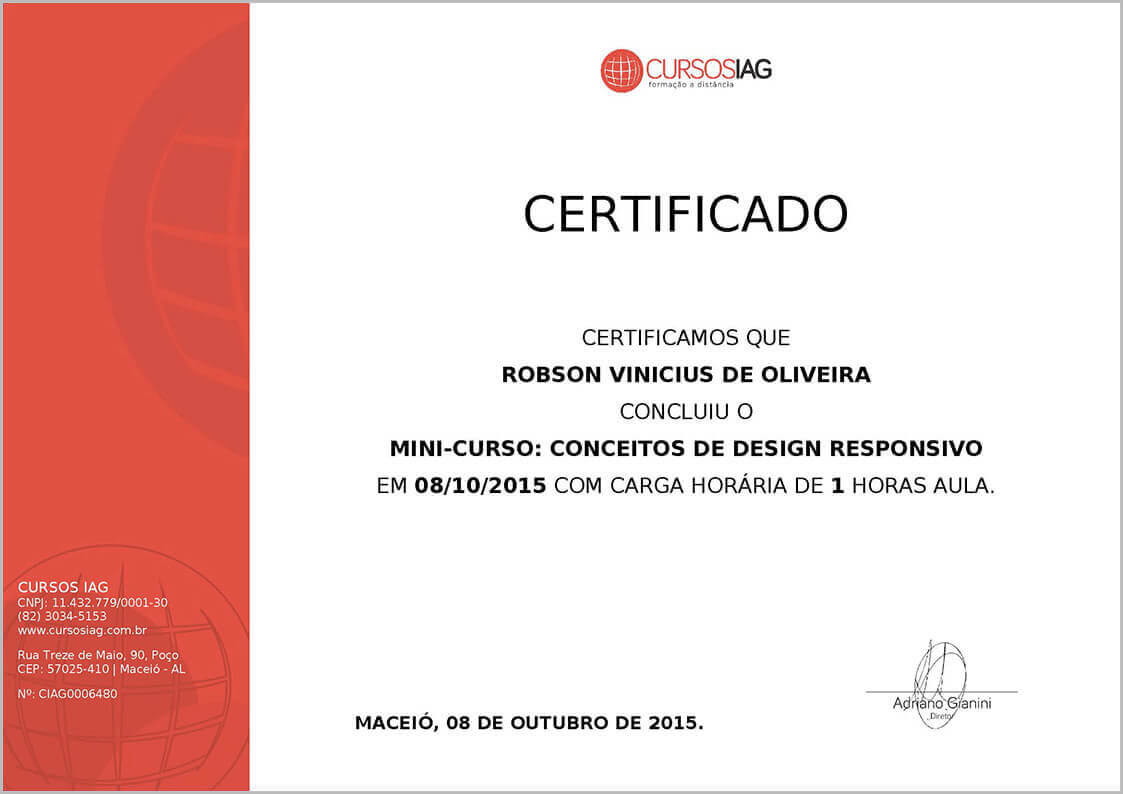 CURSOSIAG
formação a distância
CERTIFICADO
CERTIFICAMOS QUE
ROBSON VINICIUS DE OLIVEIRA
CONCLUIU O
MINI-CURSO: CONCEITOS DE DESIGN RESPONSIVO
EM 08/10/2015 COM CARGA HORÁRIA DE 1 HORAS AULA.
CURSOS IAG
CNPJ: 11.432.779/0001-30
(82) 3034-5153
www.cursosiag.com.br
Rua Treze de Maio, 90, Poço
CEP: 57025-410 | Maceió - AL
Nº: CIAG0006480
MACEIÓ, 08 DE OUTUBRO DE 2015.
Adriano Gianini
Diretor